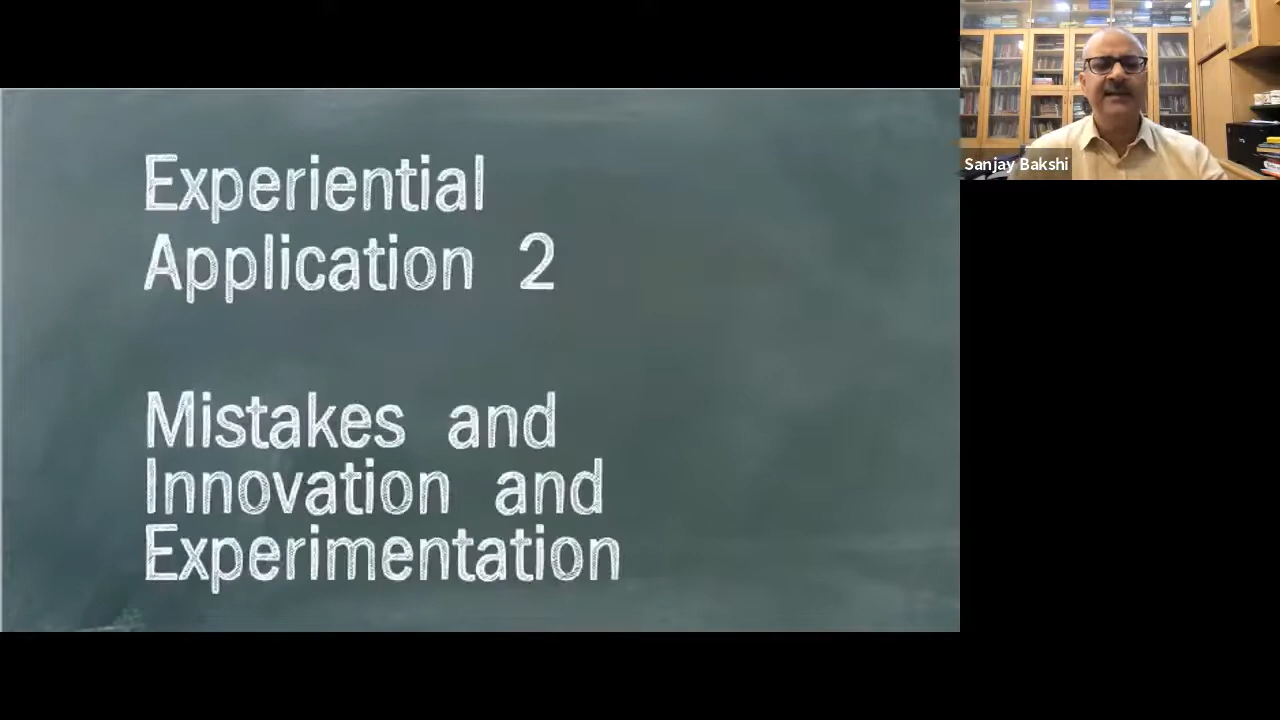 Experiential
Application 2
Mistakes and
Innovation and
Experimentation
Sanjay Bakshi